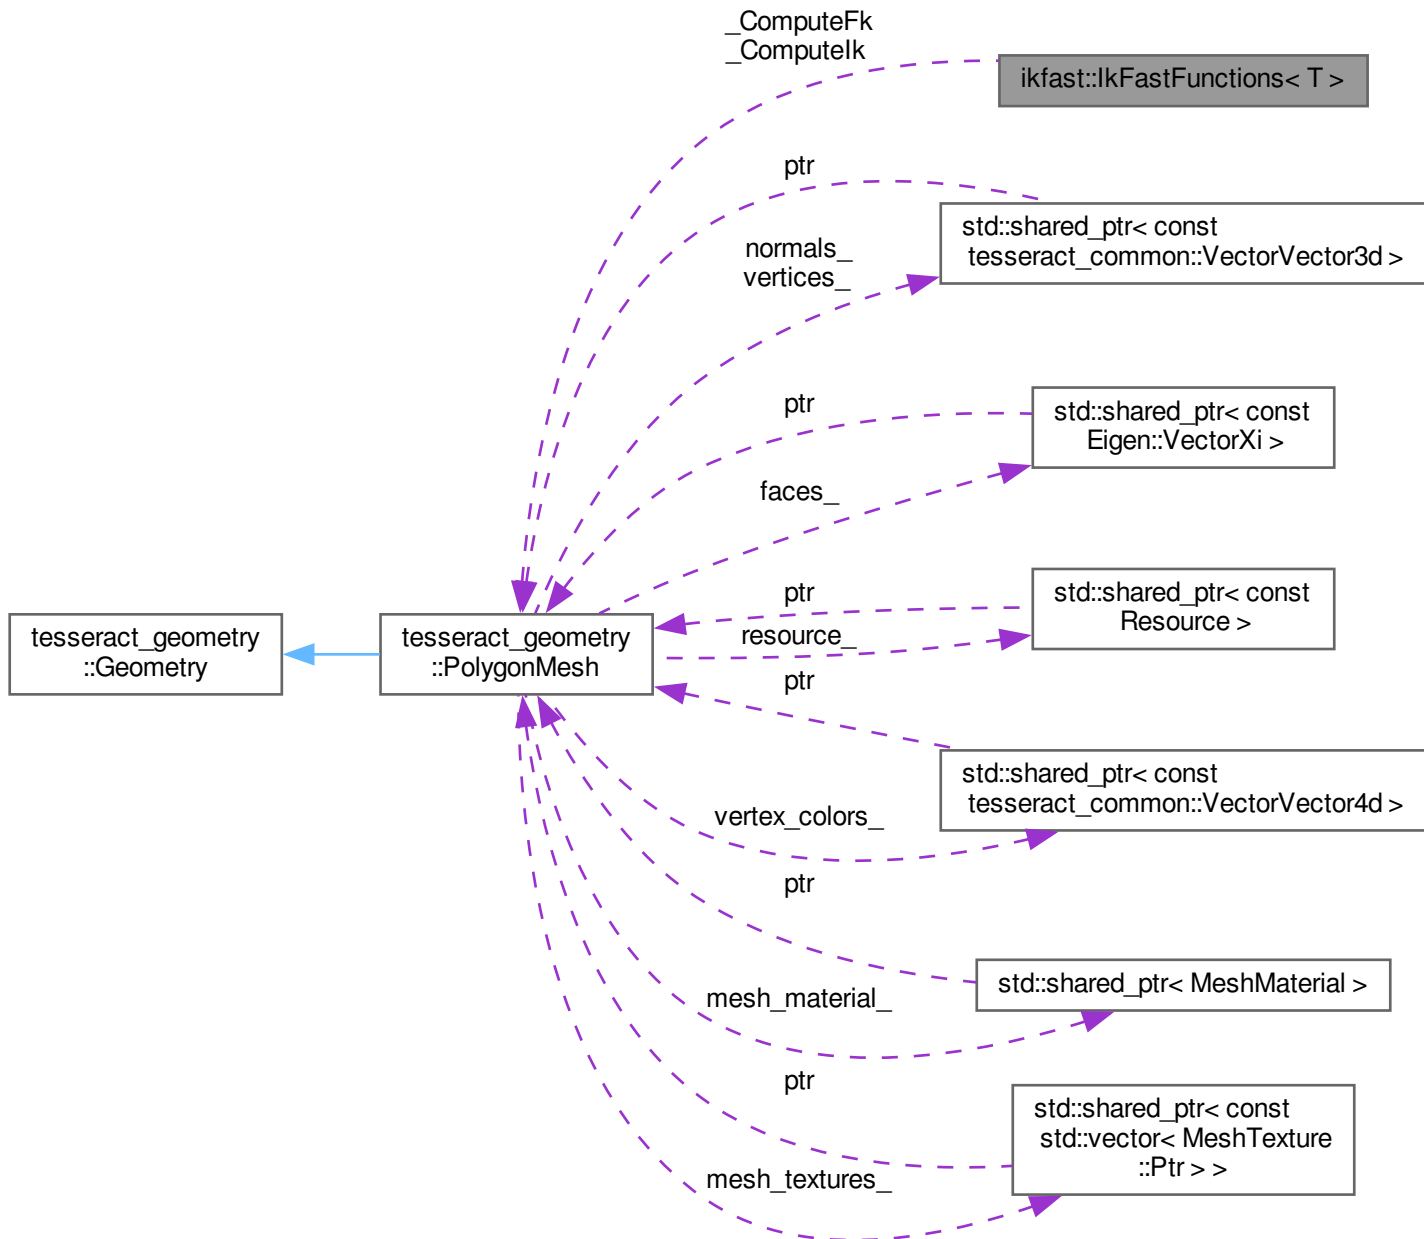 _ComputeFk
_ComputeIk
ikfast::IkFastFunctions< T >
ptr
std::shared_ptr< const
tesseract_common::VectorVector3d >
normals_
vertices_
ptr
std::shared_ptr< const
Eigen::VectorXi >
faces_
ptr
std::shared_ptr< const
Resource >
resource_
tesseract_geometry
::Geometry
tesseract_geometry
::PolygonMesh
ptr
std::shared_ptr< const
tesseract_common::VectorVector4d >
vertex_colors_
ptr
std::shared_ptr< MeshMaterial >
mesh_material_
ptr
std::shared_ptr< const
std::vector< MeshTexture
::Ptr > >
mesh_textures_